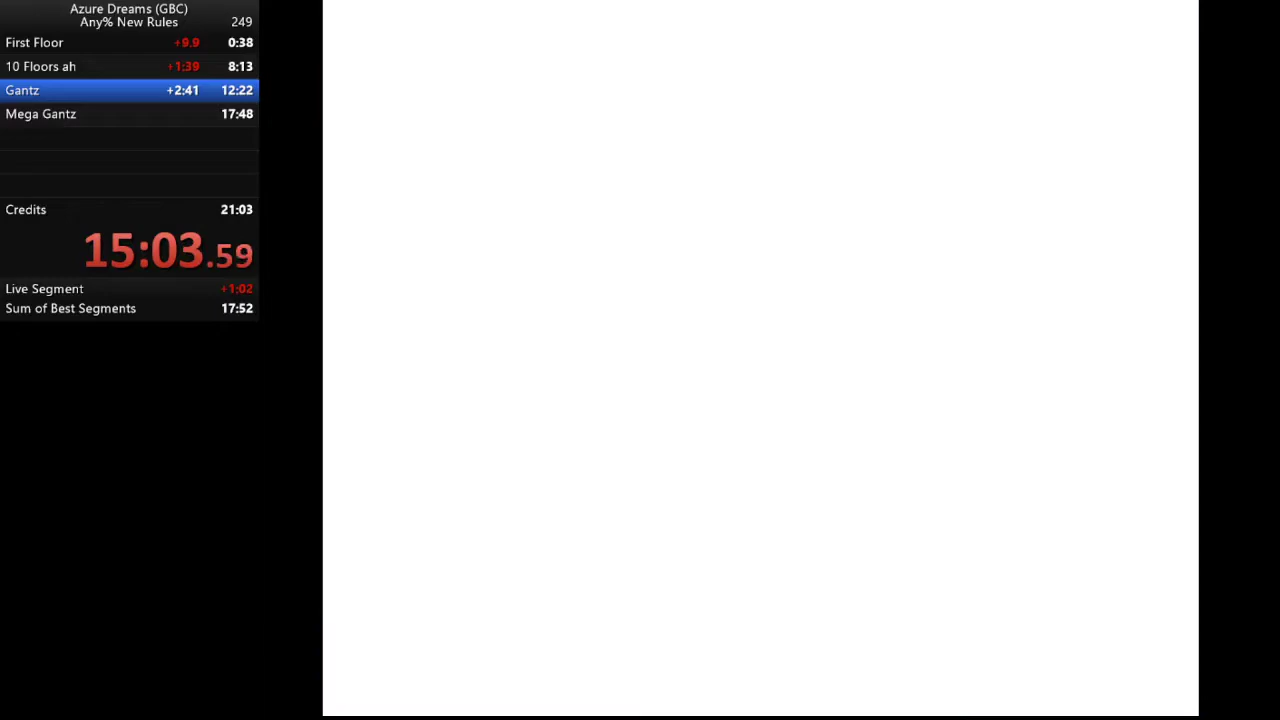 Azure Dreams (GBC)
Any% New Rules 249
First Floor +9.9 0:38
10 Floors ah +1:39 8:13
Gantz +2:41 12:22
Mega Gantz 17:48
Credits 21:03
15:03.59
Live Segment +1:02
Sum of Best Segments 17:52